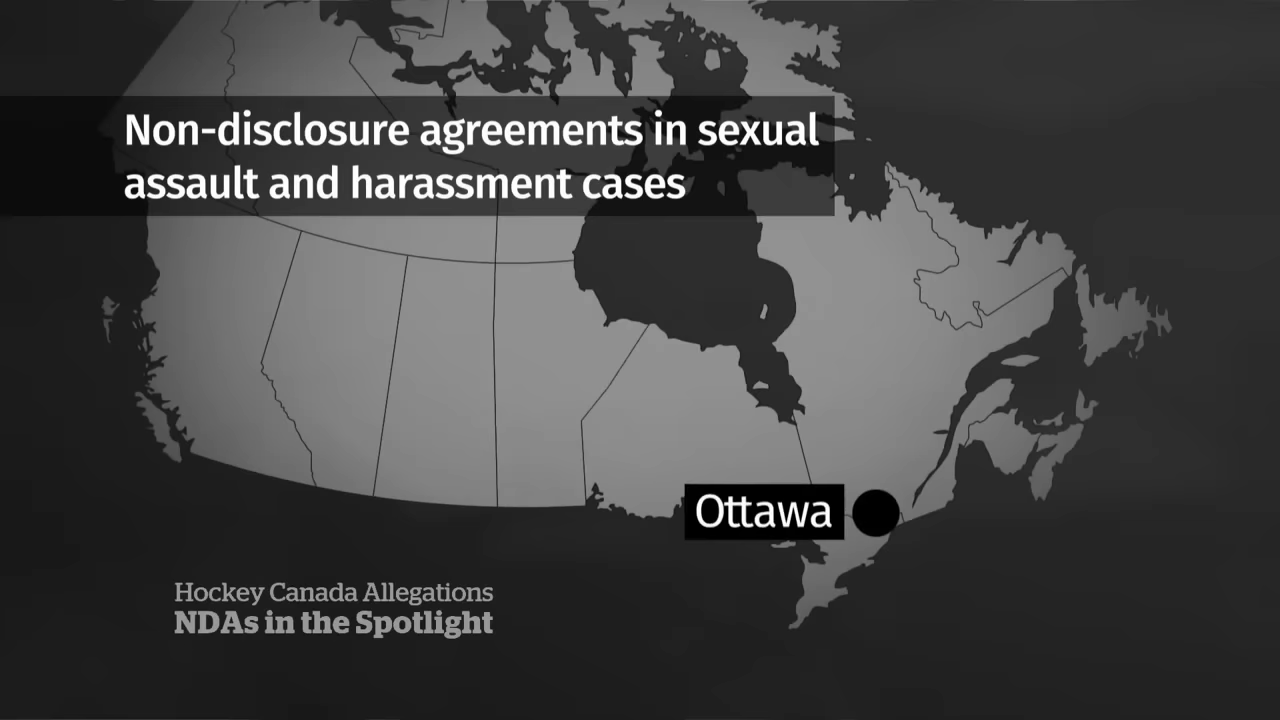 Non-disclosure agreements in sexual
assault and harassment cases
Ottawa
Hockey Canada Allegations
NDAs in the Spotlight